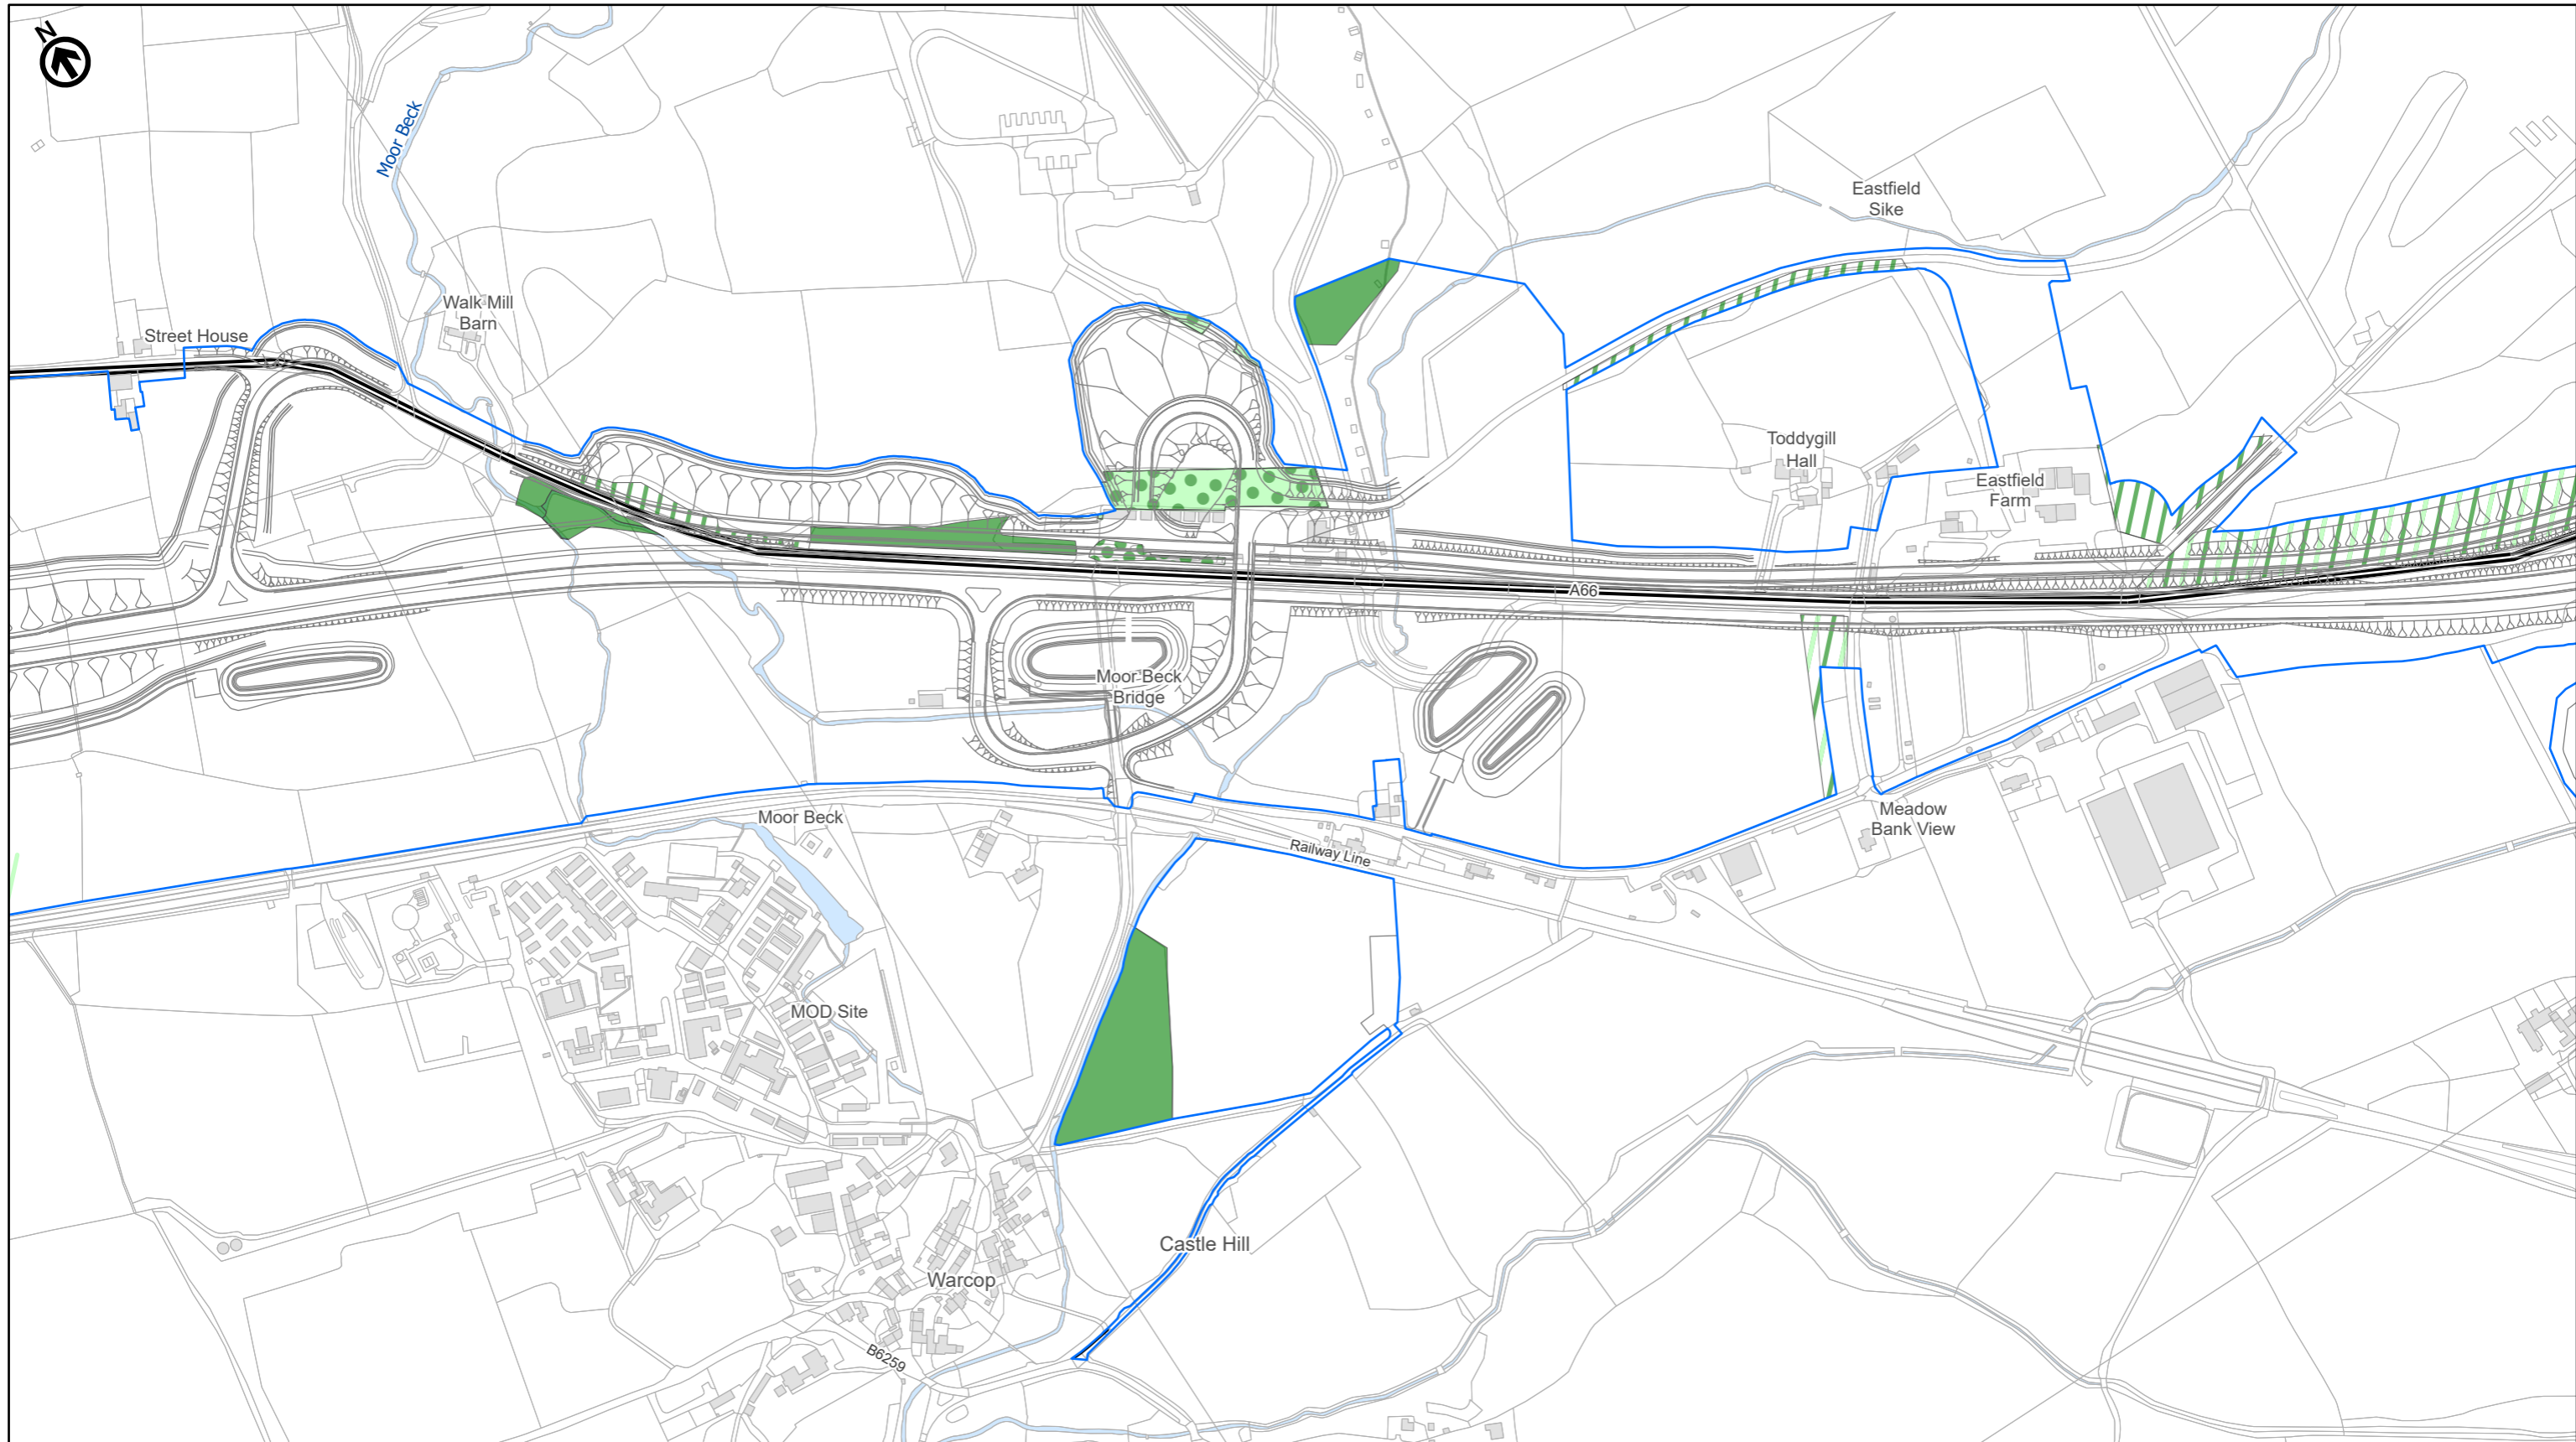 N
Moor Beck
Eastfield
Sike
Walk Mill
Barn
Street House
Toddygill
Hall
Eastfield
Farm
A66
Moor Beck
Bridge
Moor Beck
Meadow
Bank View
Railway Line
MOD Site
Castle Hill
Warcop
B6259